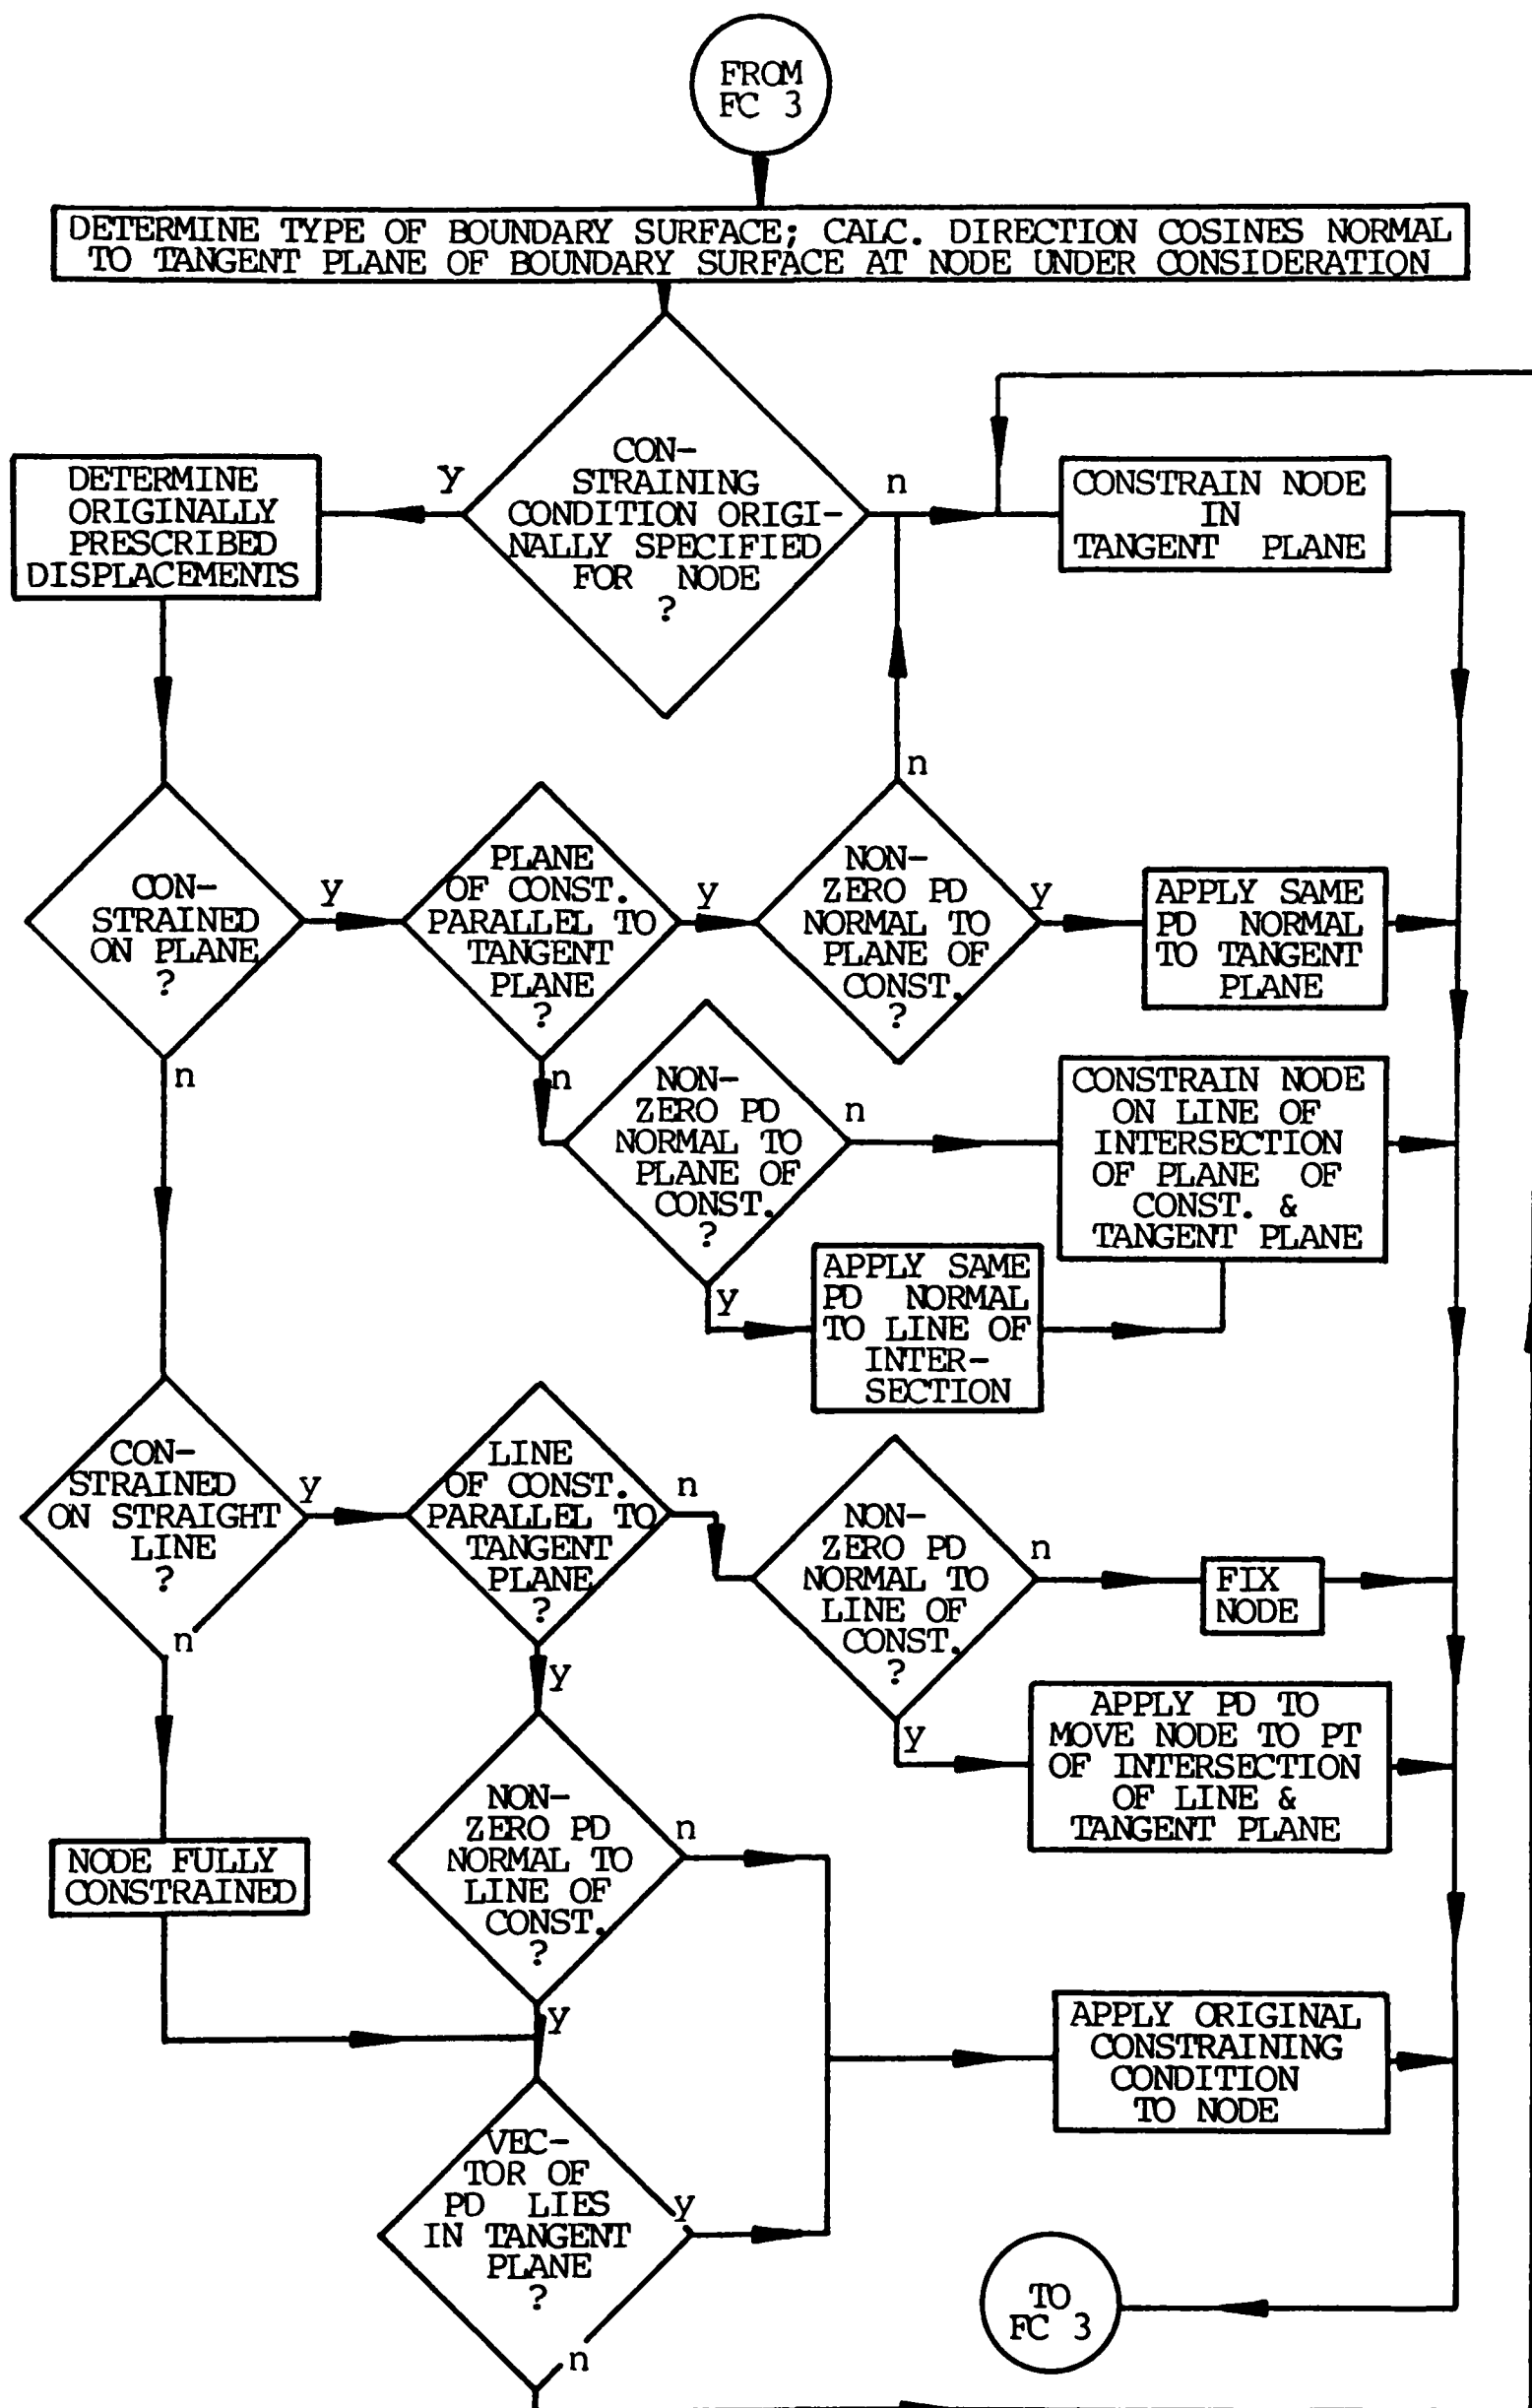 FROM
FC 3
DETERMINE TYPE OF BOUNDARY SURFACE; CALC. DIRECTION COSINES NORMAL
TO TANGENT PLANE OF BOUNDARY SURFACE AT NODE UNDER CONSIDERATION
CON-
STRAINING
CONDITION ORIGI-
NALLY SPECIFIED
FOR NODE
?
y
n
DETERMINE
ORIGINALLY
PRESCRIBED
DISPLACEMENTS
CONSTRAIN NODE
IN
TANGENT PLANE
CON-
STRAINED
ON PLANE
?
y
n
PLANE
OF CONST.
PARALLEL TO
TANGENT
PLANE
?
y
n
NON-
ZERO PD
NORMAL TO
PLANE OF
CONST.
?
n
y
APPLY SAME
PD NORMAL
TO TANGENT
PLANE
NON-
ZERO PD
NORMAL TO
PLANE OF
CONST.
?
n
y
CONSTRAIN NODE
ON LINE OF
INTERSECTION
OF PLANE OF
CONST. &
TANGENT PLANE
APPLY SAME
PD NORMAL
TO LINE OF
INTER-
SECTION
CON-
STRAINED
ON STRAIGHT
LINE
?
y
n
LINE
OF CONST.
PARALLEL TO
TANGENT
PLANE
?
n
y
NON-
ZERO PD
NORMAL TO
LINE OF
CONST.
?
n
y
FIX
NODE
APPLY PD TO
MOVE NODE TO PT
OF INTERSECTION
OF LINE &
TANGENT PLANE
NODE FULLY
CONSTRAINED
NON-
ZERO PD
NORMAL TO
LINE OF
CONST.
?
n
y
APPLY ORIGINAL
CONSTRAINING
CONDITION
TO NODE
VEC-
TOR OF
PD LIES
IN TANGENT
PLANE
?
y
n
TO
FC 3